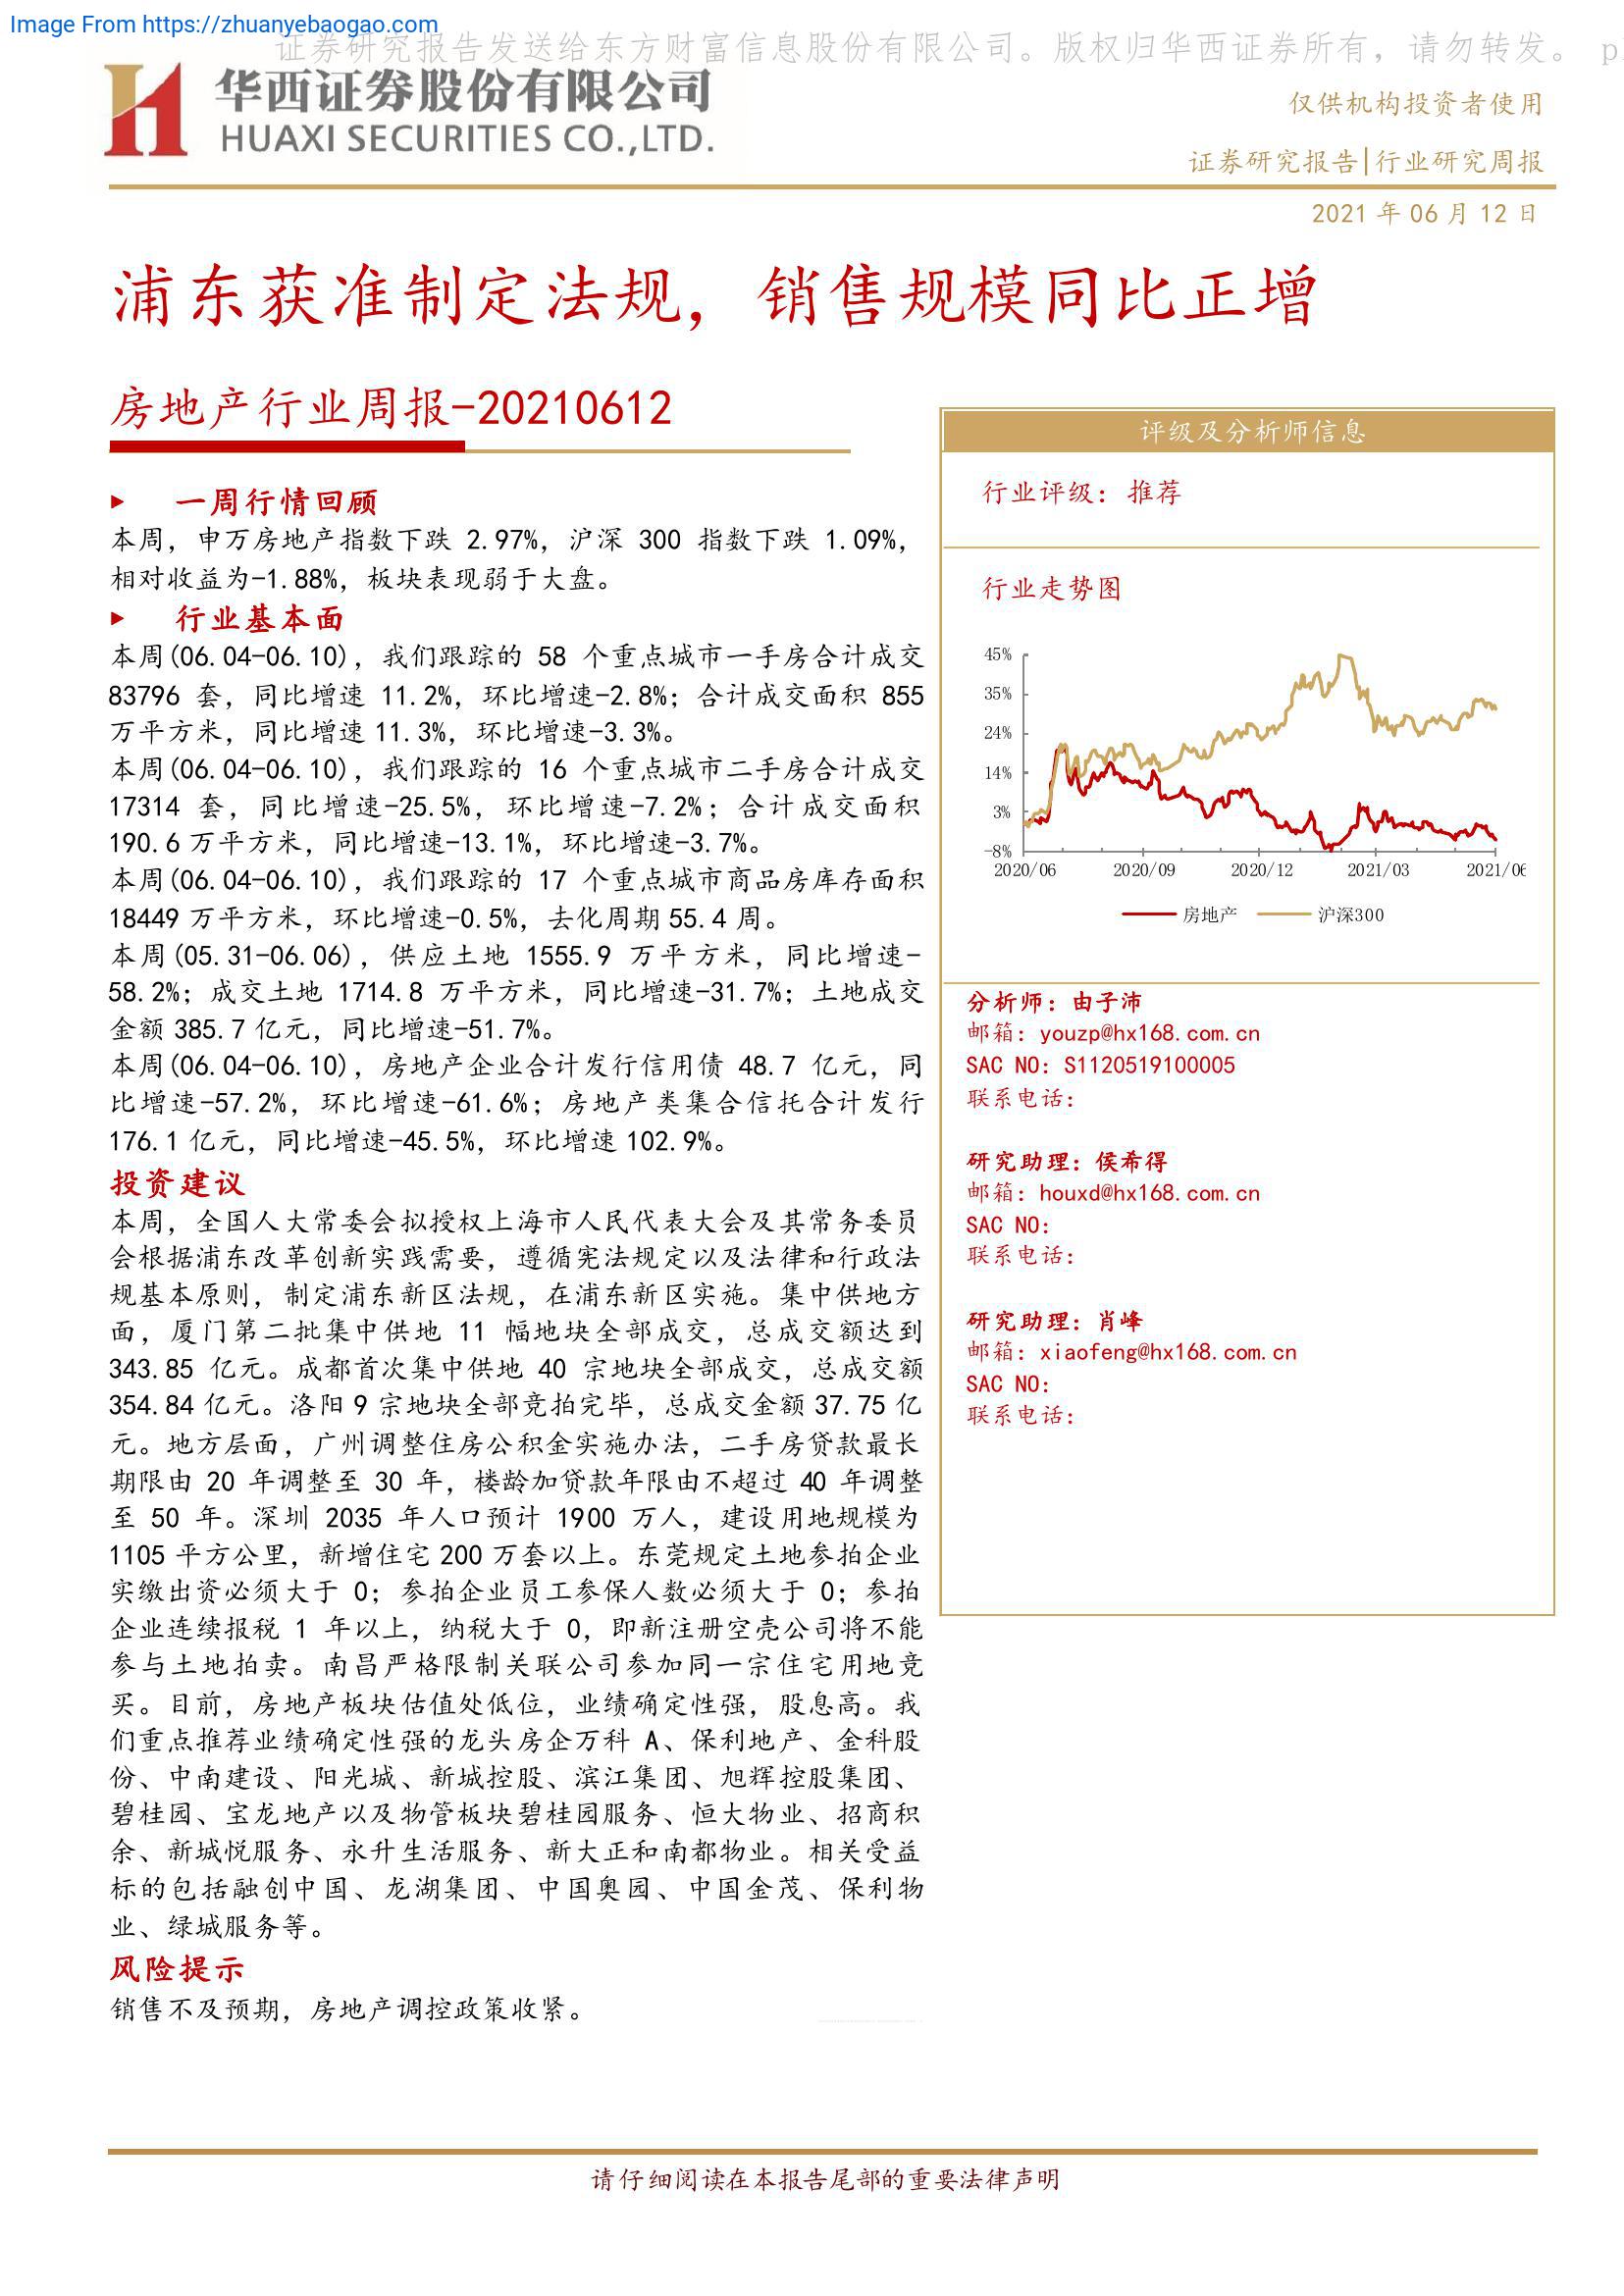 Image From https://zhuanyebaogao.com
证券研究报告发送给东方财富信息股份有限公司。版权归华西证券所有，请勿转发。 p
华西证券股份有限公司
HUAXI SECURITIES CO.,LTD.
仅供机构投资者使用
证券研究报告|行业研究周报
2021 年 06 月 12 日
浦东获准制定法规，销售规模同比正增
房地产行业周报-20210612
一周行情回顾
本周，申万房地产指数下跌 2.97%，沪深 300 指数下跌 1.09%，
相对收益为-1.88%，板块表现弱于大盘。
行业基本面
本周(06.04-06.10)，我们跟踪的 58 个重点城市一手房合计成交
83796 套，同比增速 11.2%，环比增速-2.8%；合计成交面积 855
万平方米，同比增速 11.3%，环比增速-3.3%。
本周(06.04-06.10)，我们跟踪的 16 个重点城市二手房合计成交
17314 套，同比增速-25.5%，环比增速-7.2%；合计成交面积
190.6 万平方米，同比增速-13.1%，环比增速-3.7%。
本周(06.04-06.10)，我们跟踪的 17 个重点城市商品房库存面积
18449 万平方米，环比增速-0.5%，去化周期 55.4 周。
本周(05.31-06.06)，供应土地 1555.9 万平方米，同比增速-
58.2%；成交土地 1714.8 万平方米，同比增速-31.7%；土地成交
金额 385.7 亿元，同比增速-51.7%。
本周(06.04-06.10)，房地产企业合计发行信用债 48.7 亿元，同
比增速-57.2%，环比增速-61.6%；房地产类集合信托合计发行
176.1 亿元，同比增速-45.5%，环比增速 102.9%。
投资建议
本周，全国人大常委会拟授权上海市人民代表大会及其常务委员
会根据浦东改革创新实践需要，遵循宪法规定以及法律和行政法
规基本原则，制定浦东新区法规，在浦东新区实施。集中供地方
面，厦门第二批集中供地 11 幅地块全部成交，总成交额达到
343.85 亿元。成都首次集中供地 40 宗地块全部成交，总成交额
354.84 亿元。洛阳 9 宗地块全部竞拍完毕，总成交金额 37.75 亿
元。地方层面，广州调整住房公积金实施办法，二手房贷款最长
期限由 20 年调整至 30 年，楼龄加贷款年限由不超过 40 年调整
至 50 年。深圳 2035 年人口预计 1900 万人，建设用地规模为
1105 平方公里，新增住宅 200 万套以上。东莞规定土地参拍企业
实缴出资必须大于 0；参拍企业员工参保人数必须大于 0；参拍
企业连续报税 1 年以上，纳税大于 0，即新注册空壳公司将不能
参与土地拍卖。南昌严格限制关联公司参加同一宗住宅用地竞
买。目前，房地产板块估值处低位，业绩确定性强，股息高。我
们重点推荐业绩确定性强的龙头房企万科 A、保利地产、金科股
份、中南建设、阳光城、新城控股、滨江集团、旭辉控股集团、
碧桂园、宝龙地产以及物管板块碧桂园服务、恒大物业、招商积
余、新城悦服务、永升生活服务、新大正和南都物业。相关受益
标的包括融创中国、龙湖集团、中国奥园、中国金茂、保利物
业、绿城服务等。
风险提示
销售不及预期，房地产调控政策收紧。
评级及分析师信息
行业评级：推荐
行业走势图
45%
35%
24%
14%
3%
-8%
2020/06 2020/09 2020/12 2021/03 2021/06
房地产 沪深300
分析师：由子沛
邮箱：youzp@hx168.com.cn
SAC NO：S1120519100005
联系电话：
研究助理：侯希得
邮箱：houxd@hx168.com.cn
SAC NO：
联系电话：
研究助理：肖峰
邮箱：xiaofeng@hx168.com.cn
SAC NO：
联系电话：
请仔细阅读在本报告尾部的重要法律声明